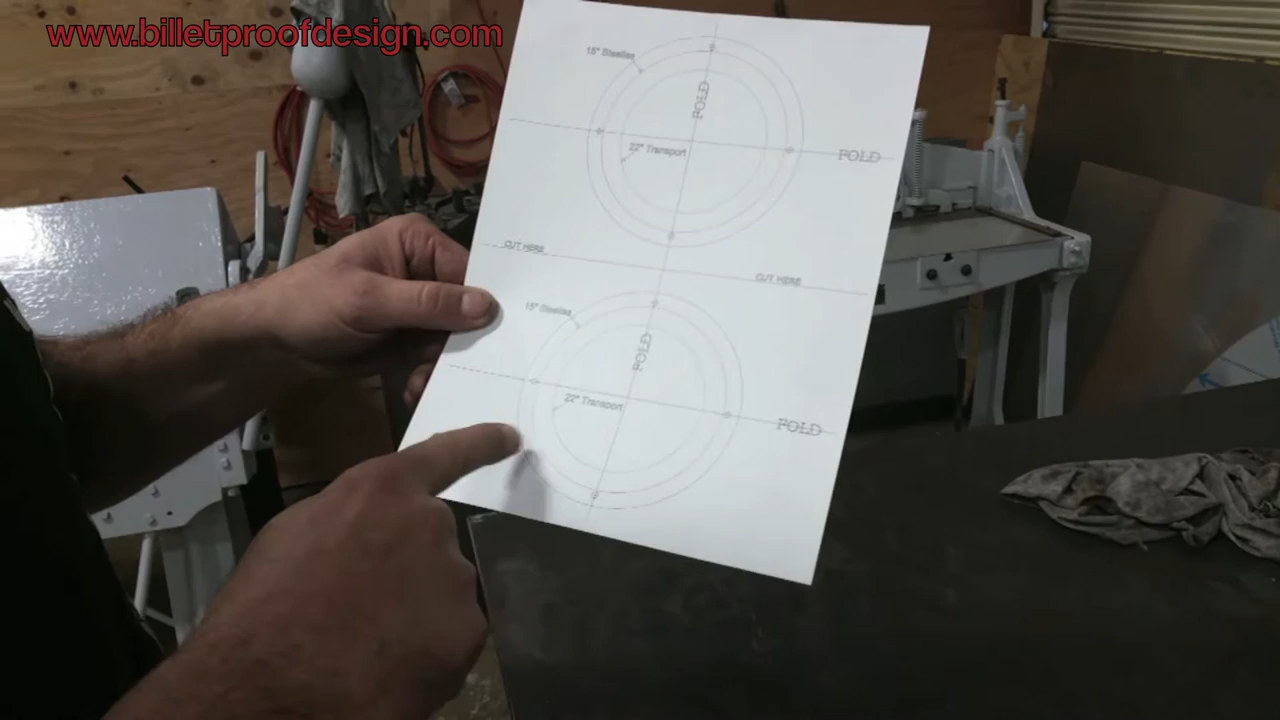 www.billetproofdesign.com
15" Steelies
FOLD
22" Transport
FOLD
CUT HERE
CUT HERE
15" Steelies
FOLD
22" Transport
FOLD